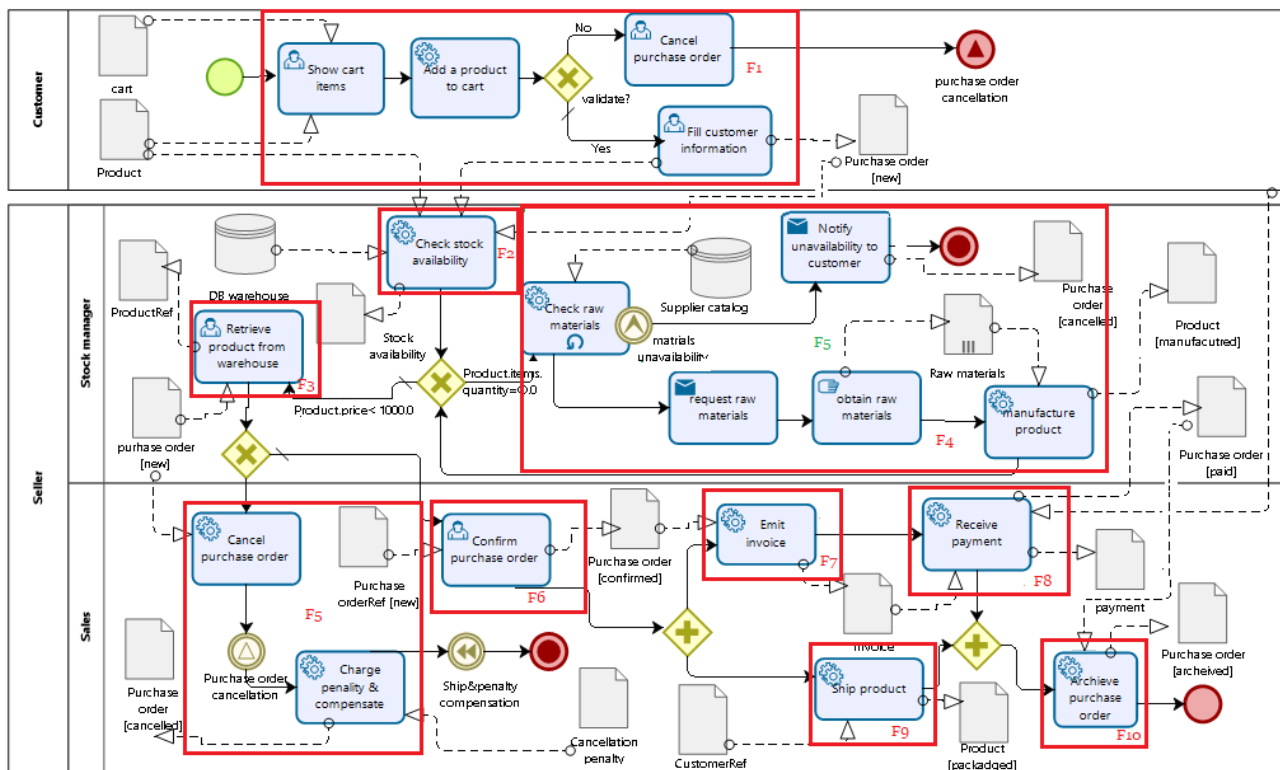 Customer
cart
Product
Show cart
items
Add a product
to cart
No
validate?
Yes
Cancel
purchase order
F1
Fill customer
information
Purchase order
[new]
purchase order
cancellation
Seller
Stock manager
ProductRef
DB warehouse
Check stock
availability
F2
Stock
availability
Retrieve
product from
warehouse
F3
purhase order
[new]
Product.price< 1000.0
Product.items.
Check raw
materials
matrials
unavailability
Supplier catalog
Notify
unavailability to
customer
Purchase
order
[cancelled]
Product
[manufacutred]
F5
Raw materials
request raw
materials
obtain raw
materials
F4
manufacture
product
Purchase order
[paid]
Sales
Cancel
purchase order
F5
Purchase order
cancellation
Charge
penality &
compensate
Purchase
order
[cancelled]
Ship&penalty
compensation
Purchase
orderRef [new]
Confirm
purchase order
F6
Purchase order
[confirmed]
Cancellation
penalty
Emit
invoice
F7
Invoice
Receive
payment
F8
payment
CustomerRef
Ship product
F9
Product
[packadged]
Archieve
purchase
order
F10
Purchase order
[archeived]